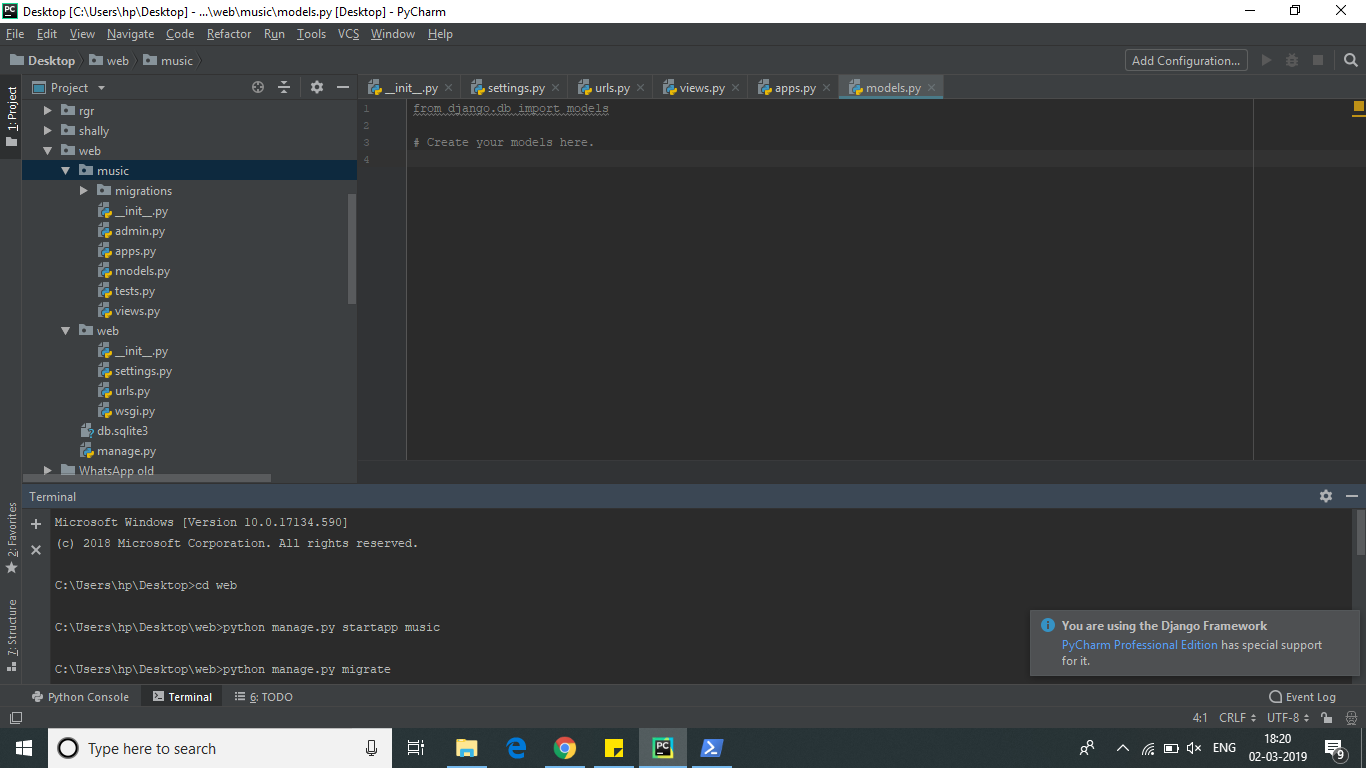 PC Desktop [C:\Users\hp\Desktop] - ...\web\music\models.py [Desktop] - PyCharm
File Edit View Navigate Code Refactor Run Tools VCS Window Help
Desktop web music Add Configuration...
1: Project
Project
__init__.py settings.py urls.py views.py apps.py models.py
rgr
shally
web
music
migrations
__init__.py
admin.py
apps.py
models.py
tests.py
views.py
web
__init__.py
settings.py
urls.py
wsgi.py
db.sqlite3
manage.py
WhatsApp old
1 from django.db import models
2
3 # Create your models here.
4
2: Favorites
7: Structure
Terminal
Microsoft Windows [Version 10.0.17134.590]
(c) 2018 Microsoft Corporation. All rights reserved.
C:\Users\hp\Desktop>cd web
C:\Users\hp\Desktop\web>python manage.py startapp music
C:\Users\hp\Desktop\web>python manage.py migrate
You are using the Django Framework
PyCharm Professional Edition has special support
for it.
Python Console Terminal 6: TODO Event Log
4:1 CRLF UTF-8
Type here to search
PC
ENG
18:20
02-03-2019
9